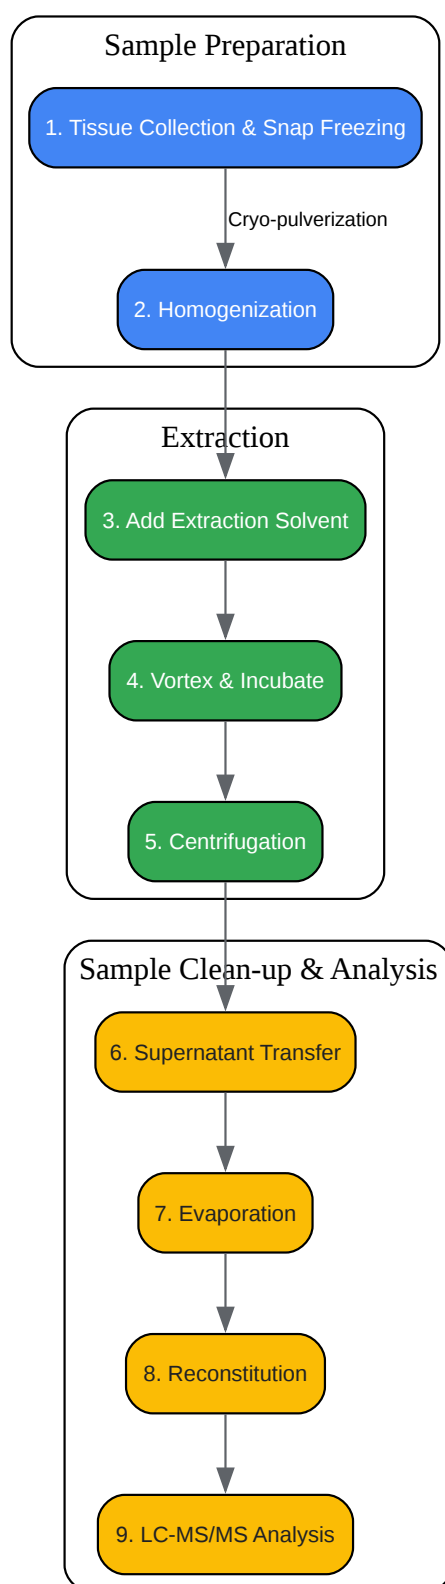 Sample Preparation
1. Tissue Collection & Snap Freezing
Cryo-pulverization
2. Homogenization
Extraction
3. Add Extraction Solvent
4. Vortex & Incubate
5. Centrifugation
Sample Clean-up & Analysis
6. Supernatant Transfer
7. Evaporation
8. Reconstitution
9. LC-MS/MS Analysis